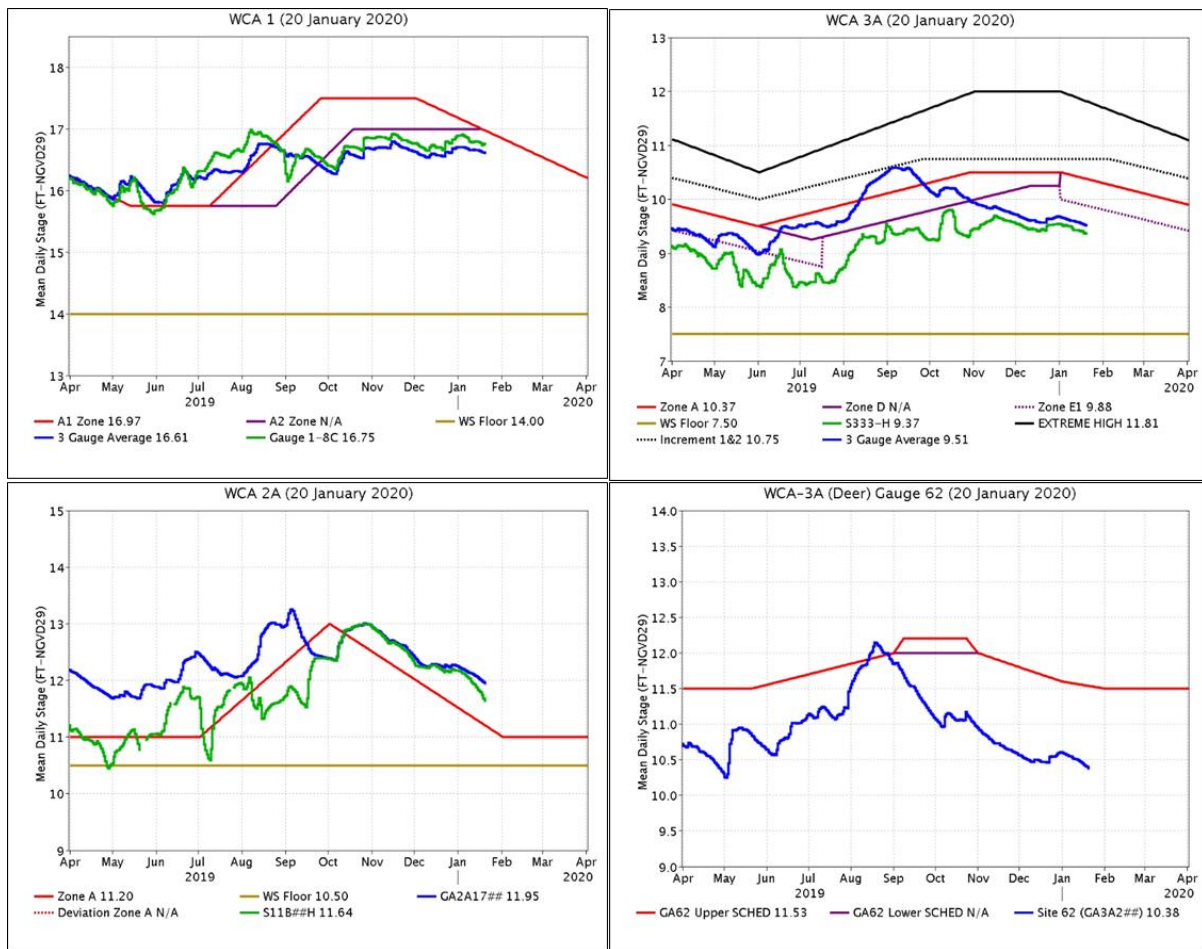 WCA 1 (20 January 2020)
Mean Daily Stage (FT-NGVD29)
18
17
16
15
14
13
Apr May Jun Jul Aug Sep Oct Nov Dec Jan Feb Mar Apr
2019 2020
A1 Zone 16.97 A2 Zone N/A WS Floor 14.00
3 Gauge Average 16.61 Gauge 1-8C 16.75
WCA 3A (20 January 2020)
Mean Daily Stage (FT-NGVD29)
13
12
11
10
9
8
7
Apr May Jun Jul Aug Sep Oct Nov Dec Jan Feb Mar Apr
2019 2020
Zone A 10.37 Zone D N/A Zone E1 9.88
WS Floor 7.50 S333-H 9.37 EXTREME HIGH 11.81
Increment 1&2 10.75 3 Gauge Average 9.51
WCA 2A (20 January 2020)
Mean Daily Stage (FT-NGVD29)
15
14
13
12
11
10
9
Apr May Jun Jul Aug Sep Oct Nov Dec Jan Feb Mar Apr
2019 2020
Zone A 11.20 WS Floor 10.50 GA2A17## 11.95
Deviation Zone A N/A S11B##H 11.64
WCA-3A (Deer) Gauge 62 (20 January 2020)
Mean Daily Stage (FT-NGVD29)
14.0
13.5
13.0
12.5
12.0
11.5
11.0
10.5
10.0
9.5
9.0
Apr May Jun Jul Aug Sep Oct Nov Dec Jan Feb Mar Apr
2019 2020
GA62 Upper SCHED 11.53 GA62 Lower SCHED N/A Site 62 (GA3A2##) 10.38